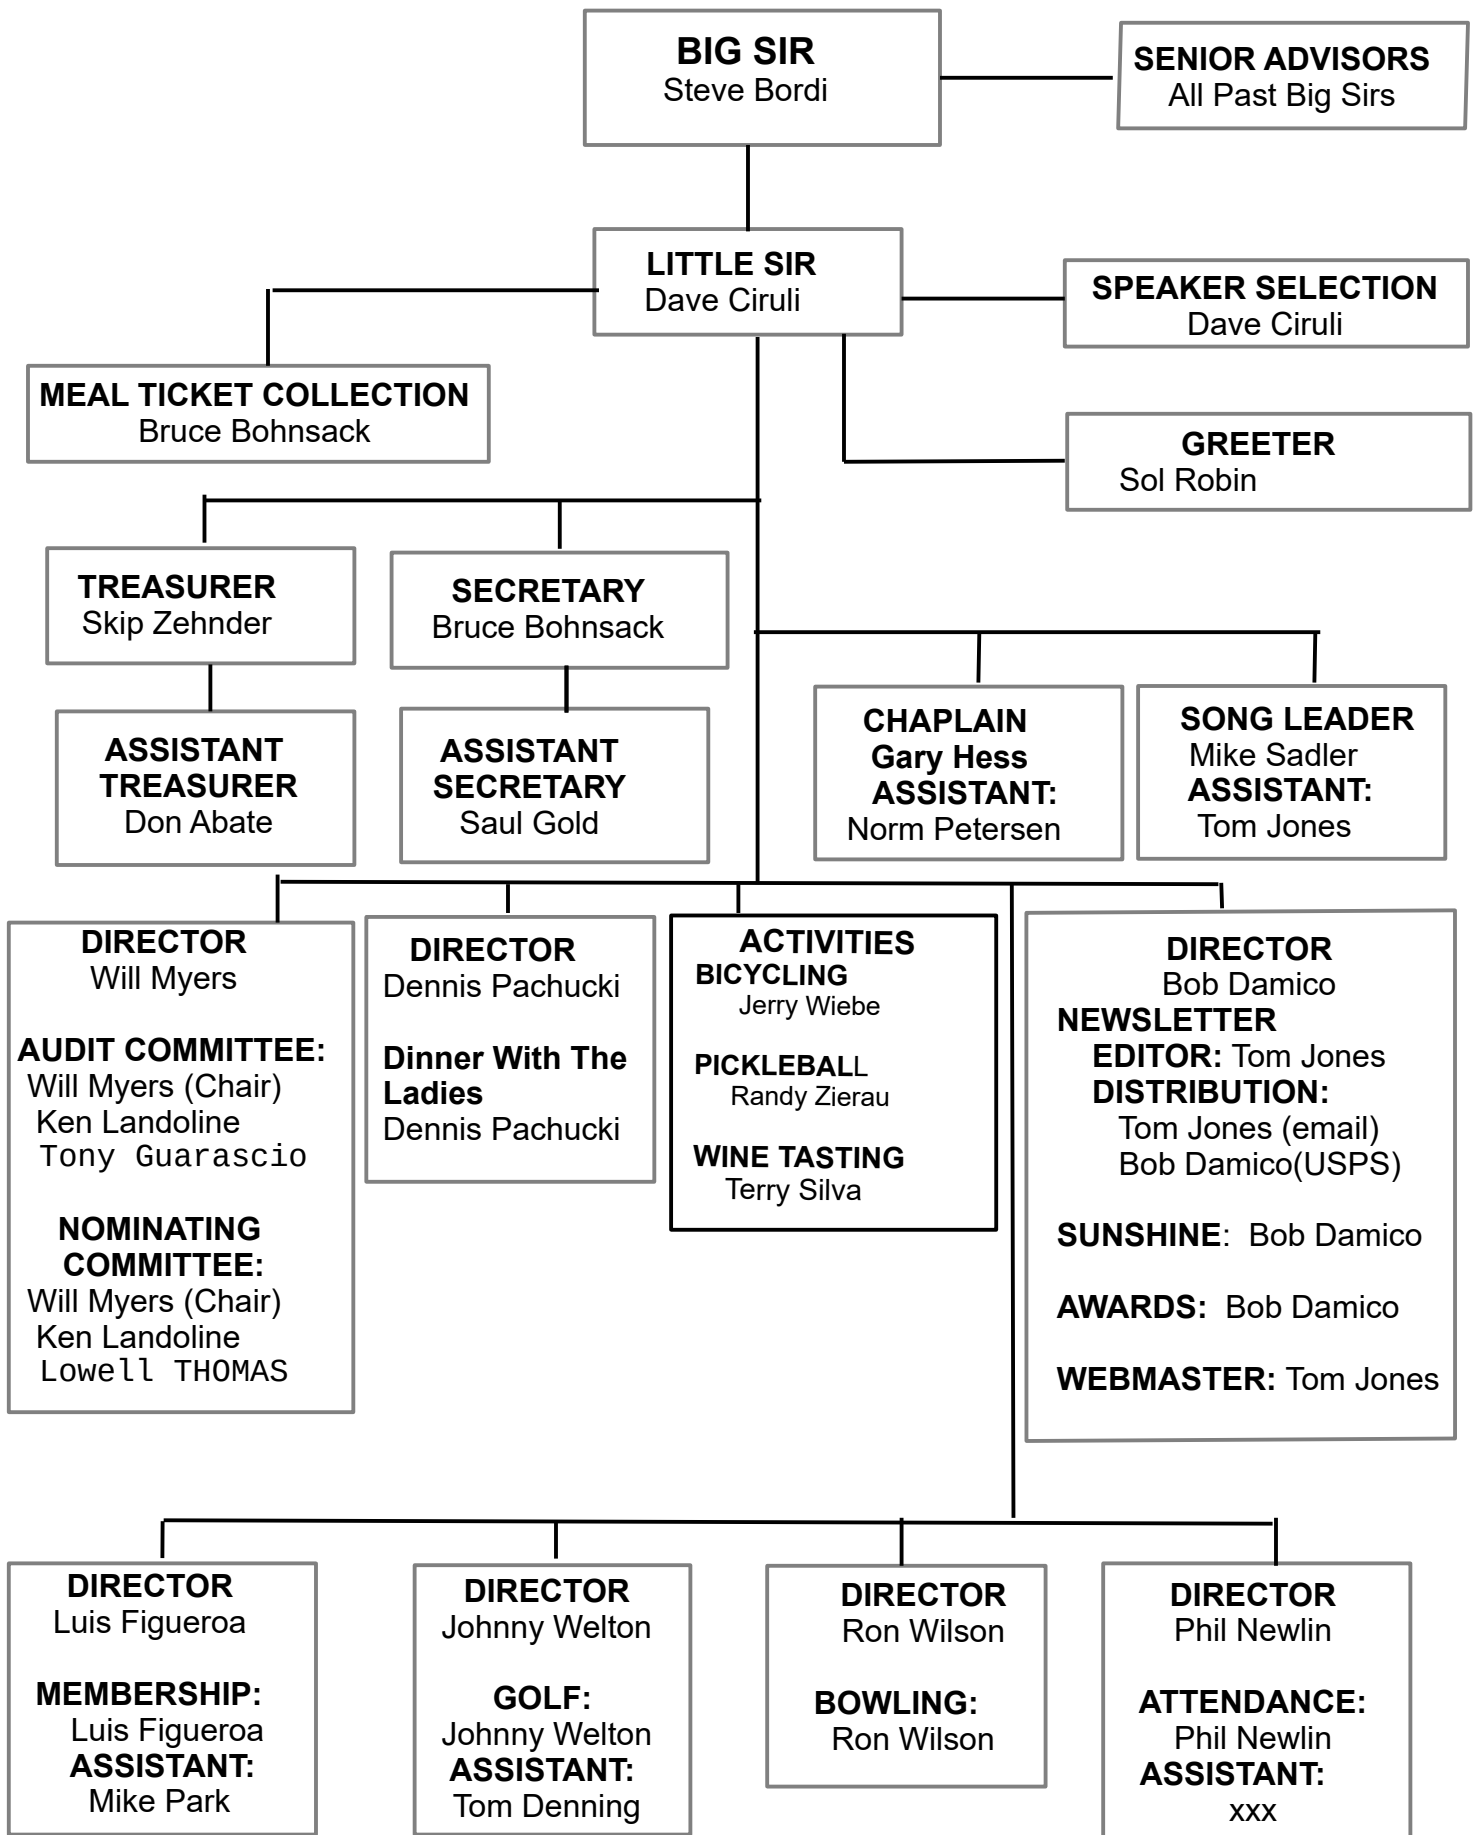 BIG SIR
Steve Bordi
SENIOR ADVISORS
All Past Big Sirs
LITTLE SIR
Dave Ciruli
SPEAKER SELECTION
Dave Ciruli
MEAL TICKET COLLECTION
Bruce Bohnsack
GREETER
Sol Robin
TREASURER
Skip Zehnder
SECRETARY
Bruce Bohnsack
ASSISTANT
TREASURER
Don Abate
ASSISTANT
SECRETARY
Saul Gold
CHAPLAIN
Gary Hess
ASSISTANT:
Norm Petersen
SONG LEADER
Mike Sadler
ASSISTANT:
Tom Jones
DIRECTOR
Will Myers
AUDIT COMMITTEE:
Will Myers (Chair)
Ken Landoline
Tony Guarascio
NOMINATING
COMMITTEE:
Will Myers (Chair)
Ken Landoline
Lowell THOMAS
DIRECTOR
Dennis Pachucki
Dinner With The
Ladies
Dennis Pachucki
ACTIVITIES
BICYCLING
Jerry Wiebe
PICKLEBALL
Randy Zierau
WINE TASTING
Terry Silva
DIRECTOR
Bob Damico
NEWSLETTER
EDITOR: Tom Jones
DISTRIBUTION:
Tom Jones (email)
Bob Damico(USPS)
SUNSHINE: Bob Damico
AWARDS: Bob Damico
WEBMASTER: Tom Jones
DIRECTOR
Luis Figueroa
MEMBERSHIP:
Luis Figueroa
ASSISTANT:
Mike Park
DIRECTOR
Johnny Welton
GOLF:
Johnny Welton
ASSISTANT:
Tom Denning
DIRECTOR
Ron Wilson
BOWLING:
Ron Wilson
DIRECTOR
Phil Newlin
ATTENDANCE:
Phil Newlin
ASSISTANT:
xxx